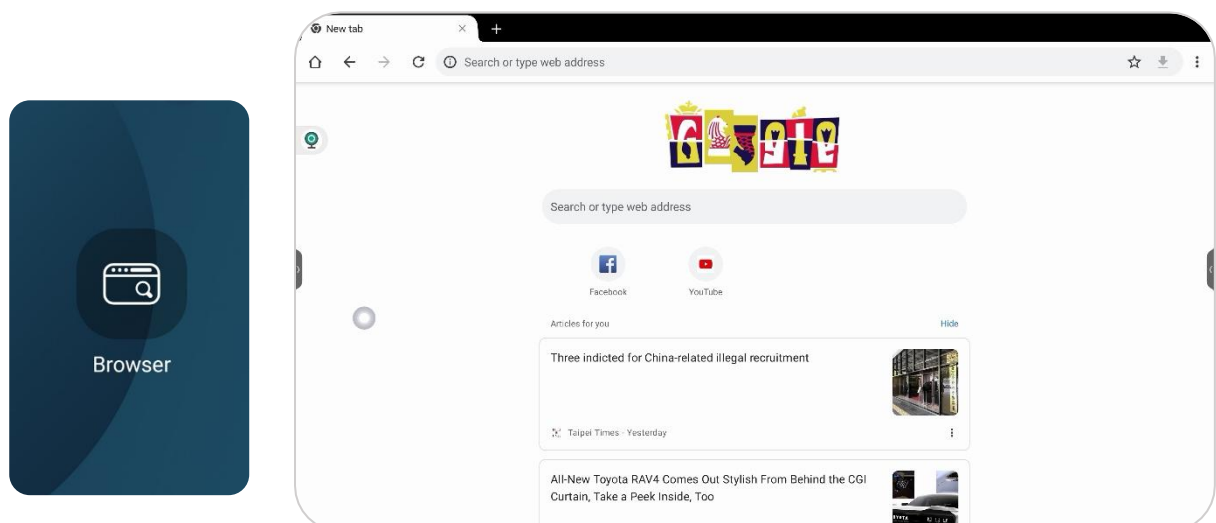 Browser
New tab
Search or type web address
Google
Search or type web address
Facebook
YouTube
Articles for you
Hide
Three indicted for China-related illegal recruitment
Taipei Times - Yesterday
All-New Toyota RAV4 Comes Out Stylish From Behind the CGI
Curtain, Take a Peek Inside, Too